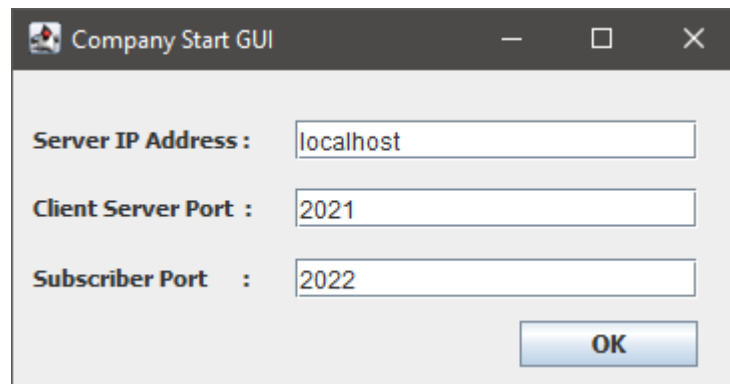 Company Start GUI
Server IP Address : localhost
Client Server Port : 2021
Subscriber Port : 2022
OK